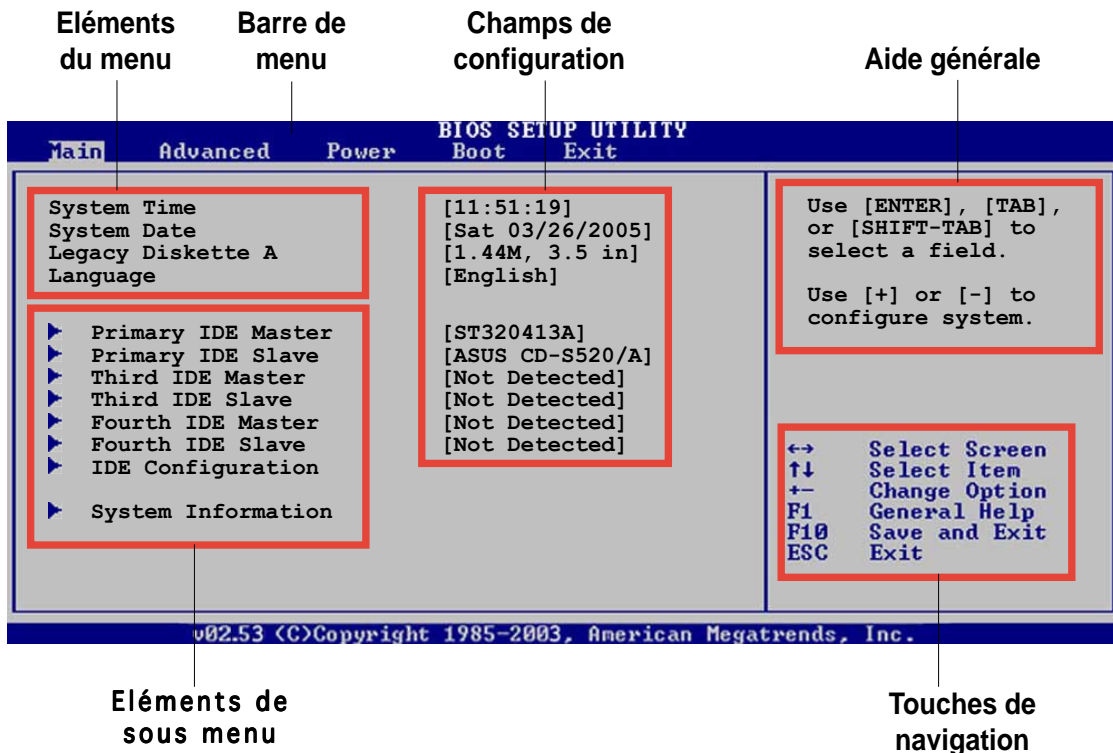 Eléments du menu
Barre de menu
Champs de configuration
Aide générale
BIOS SETUP UTILITY
Main Advanced Power Boot Exit
System Time [11:51:19]
System Date [Sat 03/26/2005]
Legacy Diskette A [1.44M, 3.5 in]
Language [English]
Primary IDE Master [ST320413A]
Primary IDE Slave [ASUS CD-S520/A]
Third IDE Master [Not Detected]
Third IDE Slave [Not Detected]
Fourth IDE Master [Not Detected]
Fourth IDE Slave [Not Detected]
IDE Configuration
System Information
Use [ENTER], [TAB],
or [SHIFT-TAB] to
select a field.
Use [+] or [-] to
configure system.
←→ Select Screen
↑↓ Select Item
+- Change Option
F1 General Help
F10 Save and Exit
ESC Exit
v02.53 (C)Copyright 1985-2003, American Megatrends, Inc.
Eléments de
sous menu
Touches de
navigation